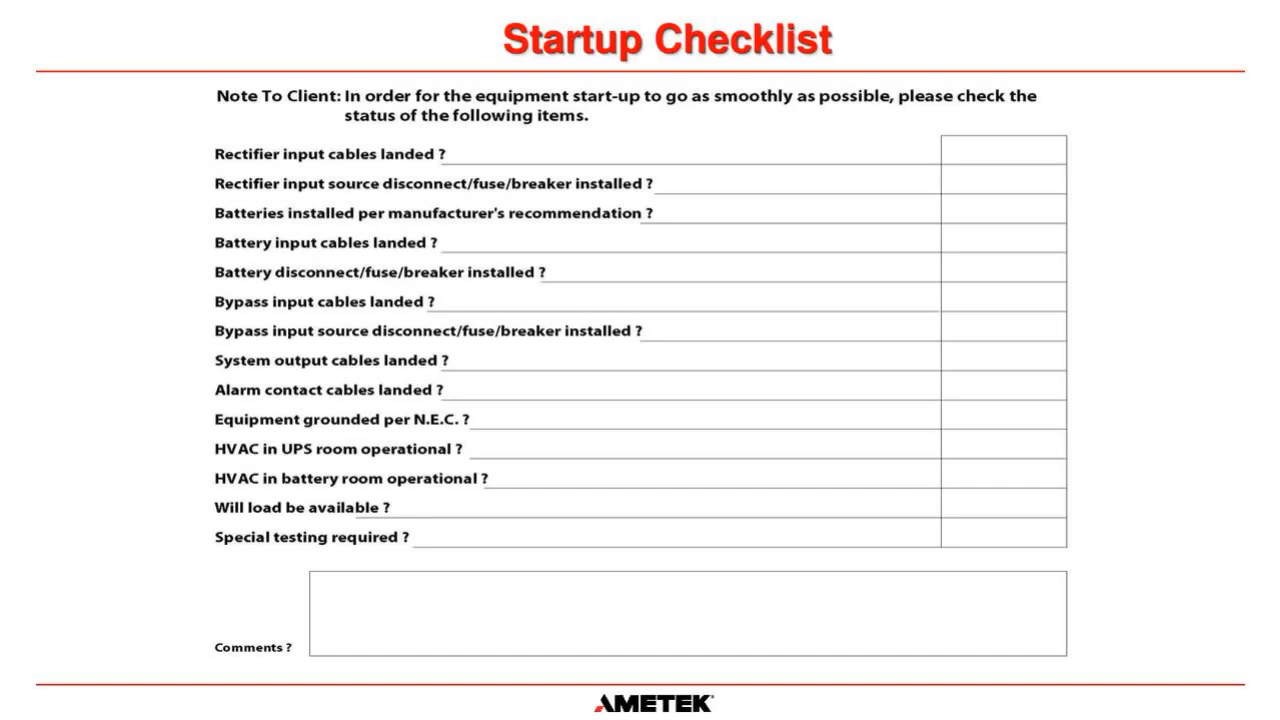 Startup Checklist
Note To Client: In order for the equipment start-up to go as smoothly as possible, please check the
status of the following items.
Rectifier input cables landed ?
Rectifier input source disconnect/fuse/breaker installed ?
Batteries installed per manufacturer's recommendation ?
Battery input cables landed ?
Battery disconnect/fuse/breaker installed ?
Bypass input cables landed ?
Bypass input source disconnect/fuse/breaker installed ?
System output cables landed ?
Alarm contact cables landed ?
Equipment grounded per N.E.C. ?
HVAC in UPS room operational ?
HVAC in battery room operational ?
Will load be available ?
Special testing required ?
Comments ?
AMETEK